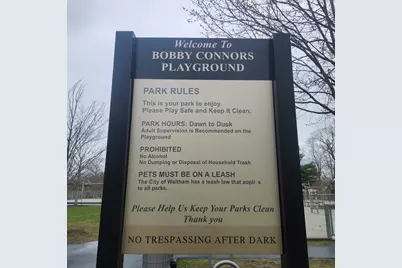 Welcome To
BOBBY CONNORS
PLAYGROUND
PARK RULES
This is your park to enjoy.
Please Play Safe and Keep It Clean.
PARK HOURS: Dawn to Dusk
Adult Supervision is Recommended on the
Playground
PROHIBITED
No Alcohol
No Dumping or Disposal of Household Trash
PETS MUST BE ON A LEASH
The City of Waltham has a leash law that applies
to all parks.
Please Help Us Keep Your Parks Clean
Thank you
NO TRESPASSING AFTER DARK